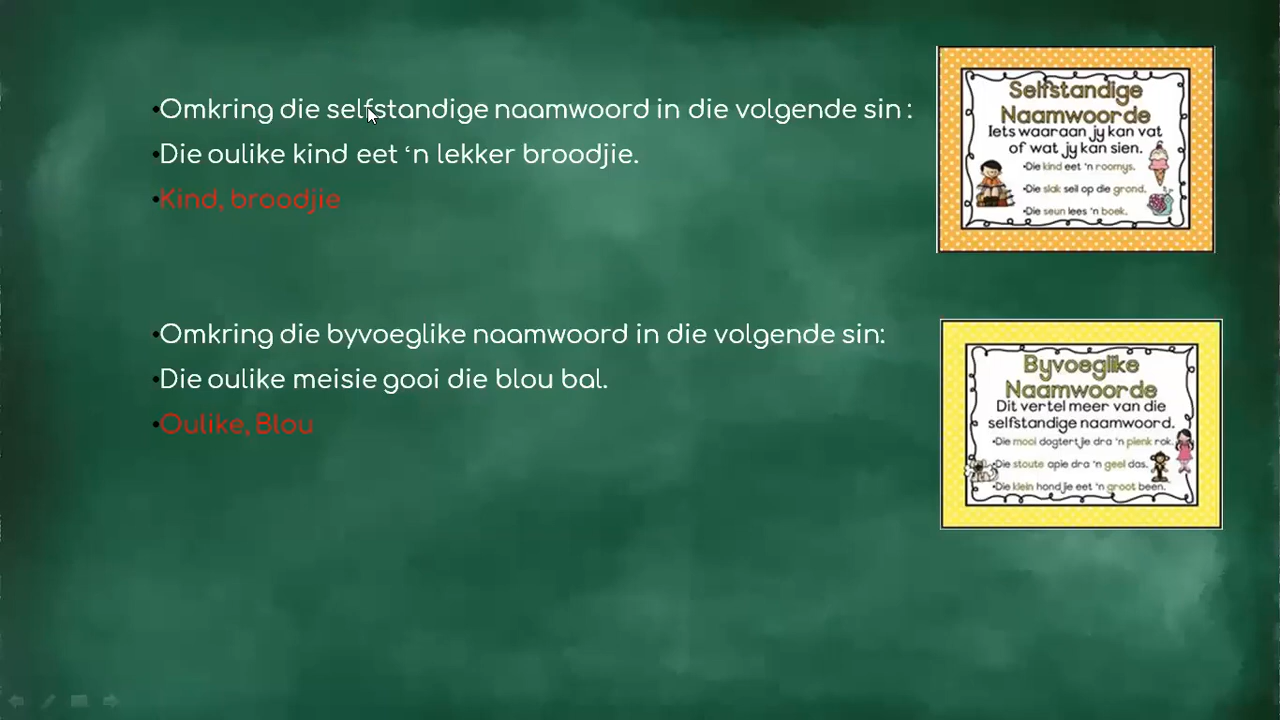 •Omkring die selfstandige naamwoord in die volgende sin :
•Die oulike kind eet ‘n lekker broodjie.
•Kind, broodjie
•Omkring die byvoeglike naamwoord in die volgende sin:
•Die oulike meisie gooi die blou bal.
•Oulike, Blou
Selfstandige
Naamwoorde
Iets waaraan jy kan vat
of wat jy kan sien.
•Die kind eet 'n roomys.
•Die slak seil op die grond.
•Die seun lees 'n boek.
Byvoeglike
Naamwoorde
Dit vertel meer van die
selfstandige naamwoord.
•Die mooi dogtertjie dra 'n pienk rok.
•Die stoute apie dra 'n geel das.
•Die klein hondjie eet 'n groot been.